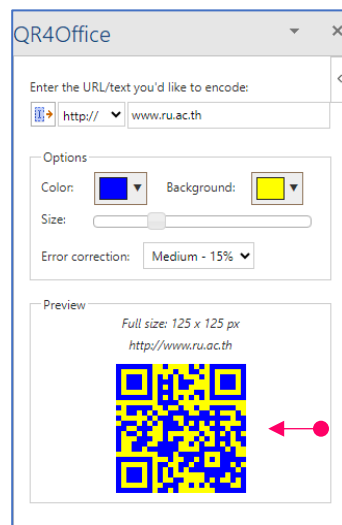 QR4Office
Enter the URL/text you'd like to encode:
http:// www.ru.ac.th
Options
Color: Background:
Size:
Error correction: Medium - 15%
Preview
Full size: 125 x 125 px
http://www.ru.ac.th